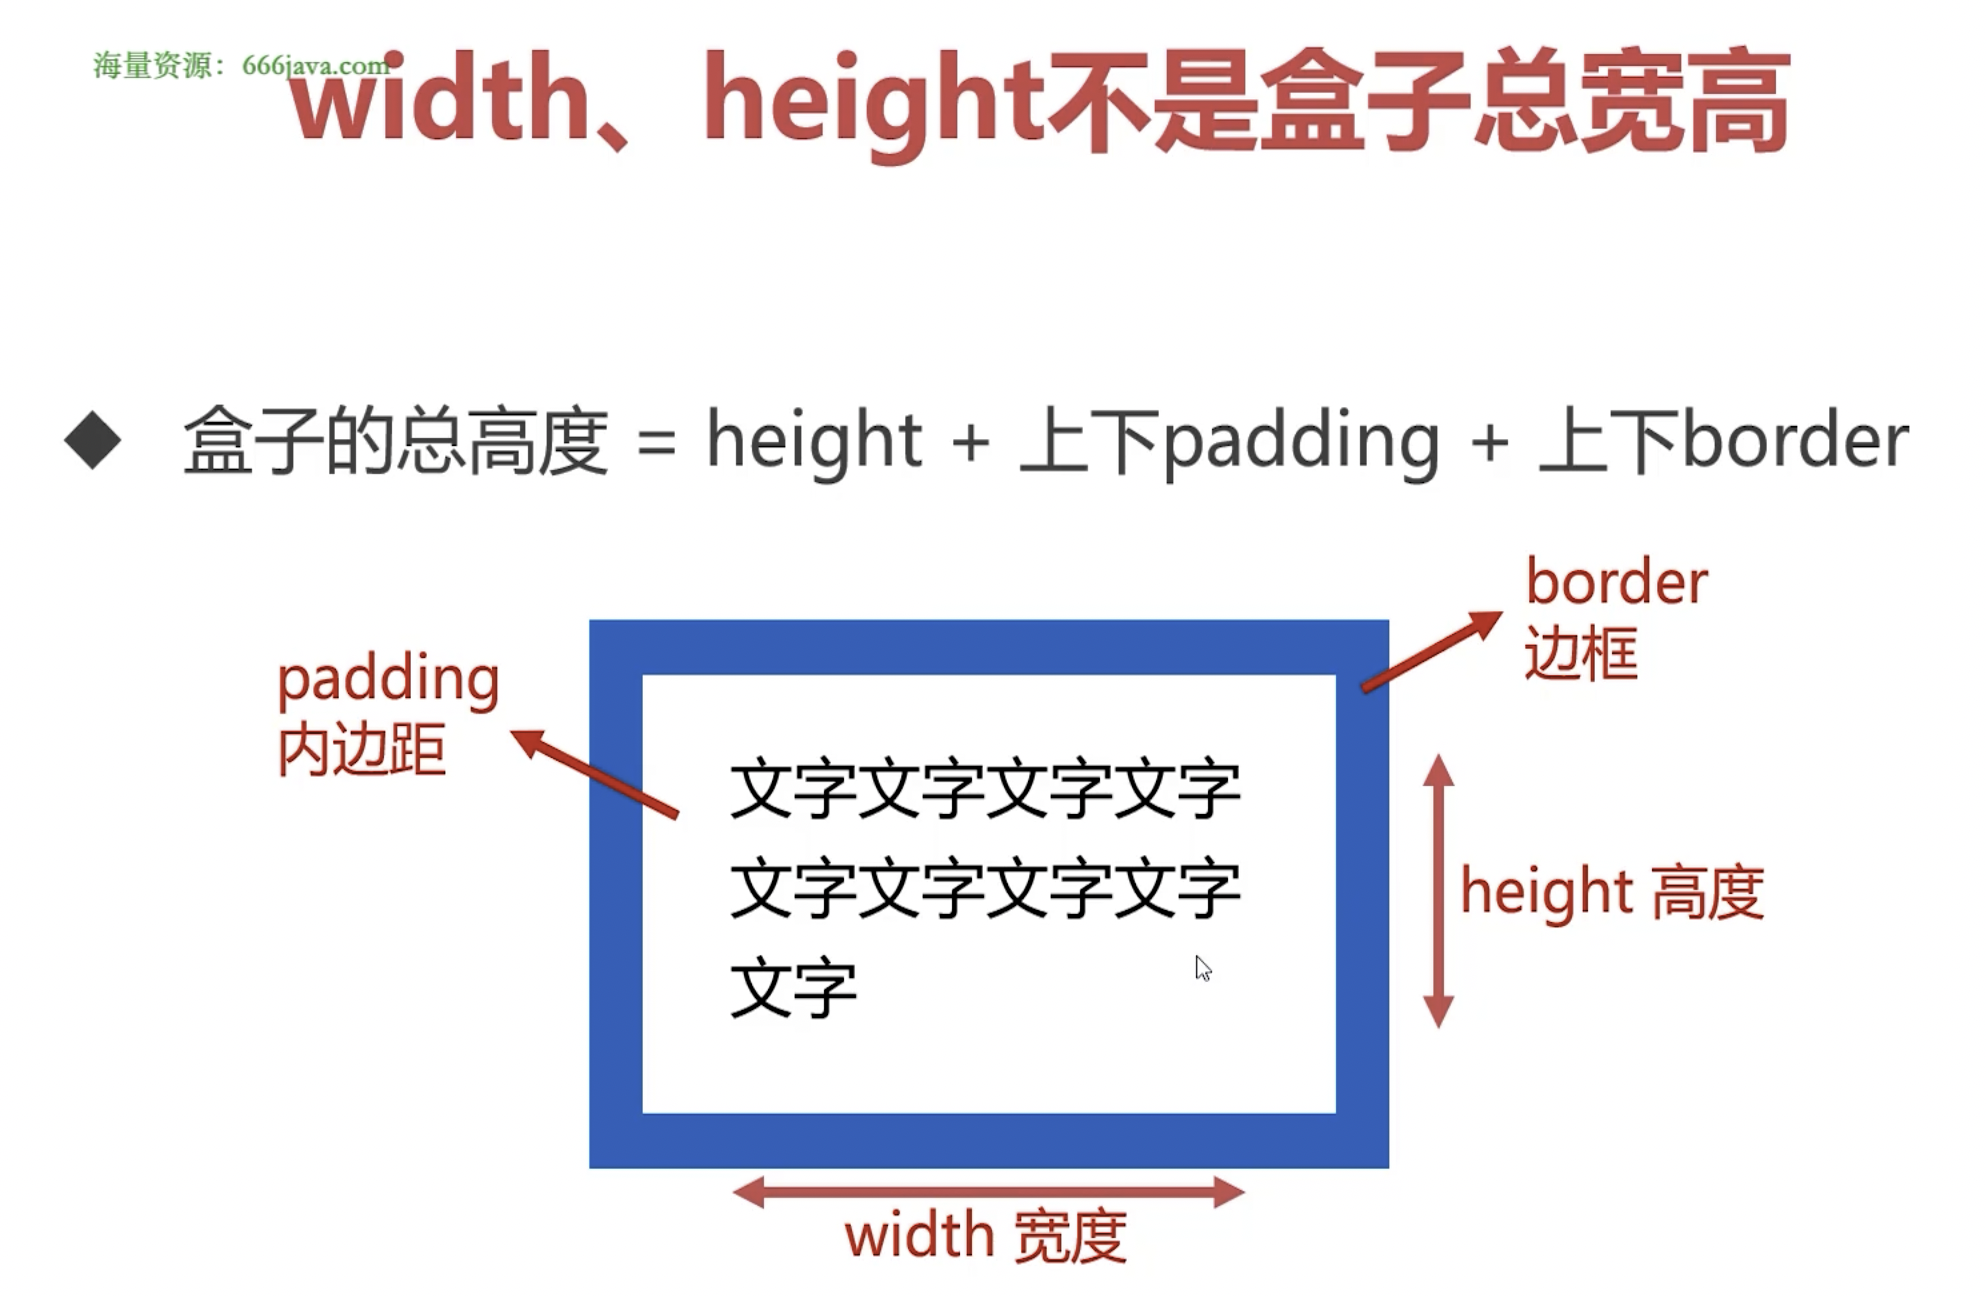 海量资源：666java.com
width、height不是盒子总宽高
◆ 盒子的总高度 = height + 上下padding + 上下border
border
边框
padding
内边距
文字文字文字文字
文字文字文字文字
文字
height 高度
width 宽度